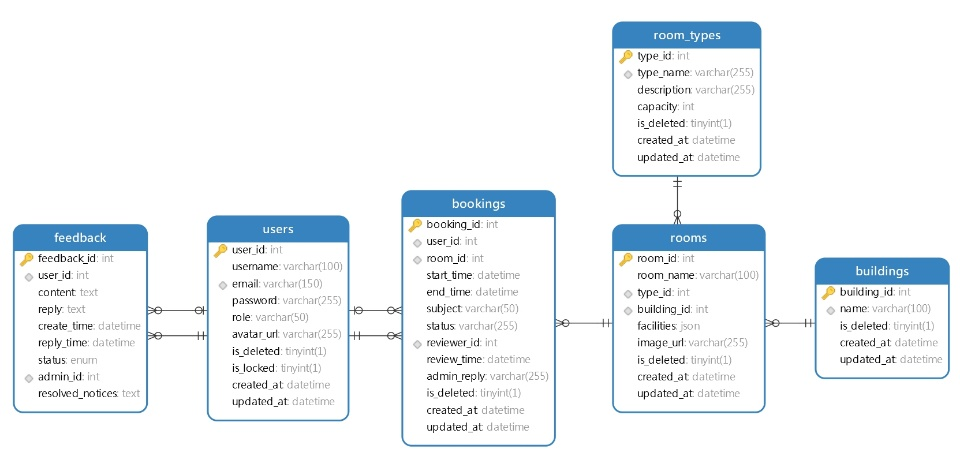 room_types
type_id: int
type_name: varchar(255)
description: varchar(255)
capacity: int
is_deleted: tinyint(1)
created_at: datetime
updated_at: datetime
feedback
feedback_id: int
user_id: int
content: text
reply: text
create_time: datetime
reply_time: datetime
status: enum
admin_id: int
resolved_notices: text
users
user_id: int
username: varchar(100)
email: varchar(150)
password: varchar(255)
role: varchar(50)
avatar_url: varchar(255)
is_deleted: tinyint(1)
is_locked: tinyint(1)
created_at: datetime
updated_at: datetime
bookings
booking_id: int
user_id: int
room_id: int
start_time: datetime
end_time: datetime
subject: varchar(50)
status: varchar(255)
reviewer_id: int
review_time: datetime
admin_reply: varchar(255)
is_deleted: tinyint(1)
created_at: datetime
updated_at: datetime
rooms
room_id: int
room_name: varchar(100)
type_id: int
building_id: int
facilities: json
image_url: varchar(255)
is_deleted: tinyint(1)
created_at: datetime
updated_at: datetime
buildings
building_id: int
name: varchar(100)
is_deleted: tinyint(1)
created_at: datetime
updated_at: datetime